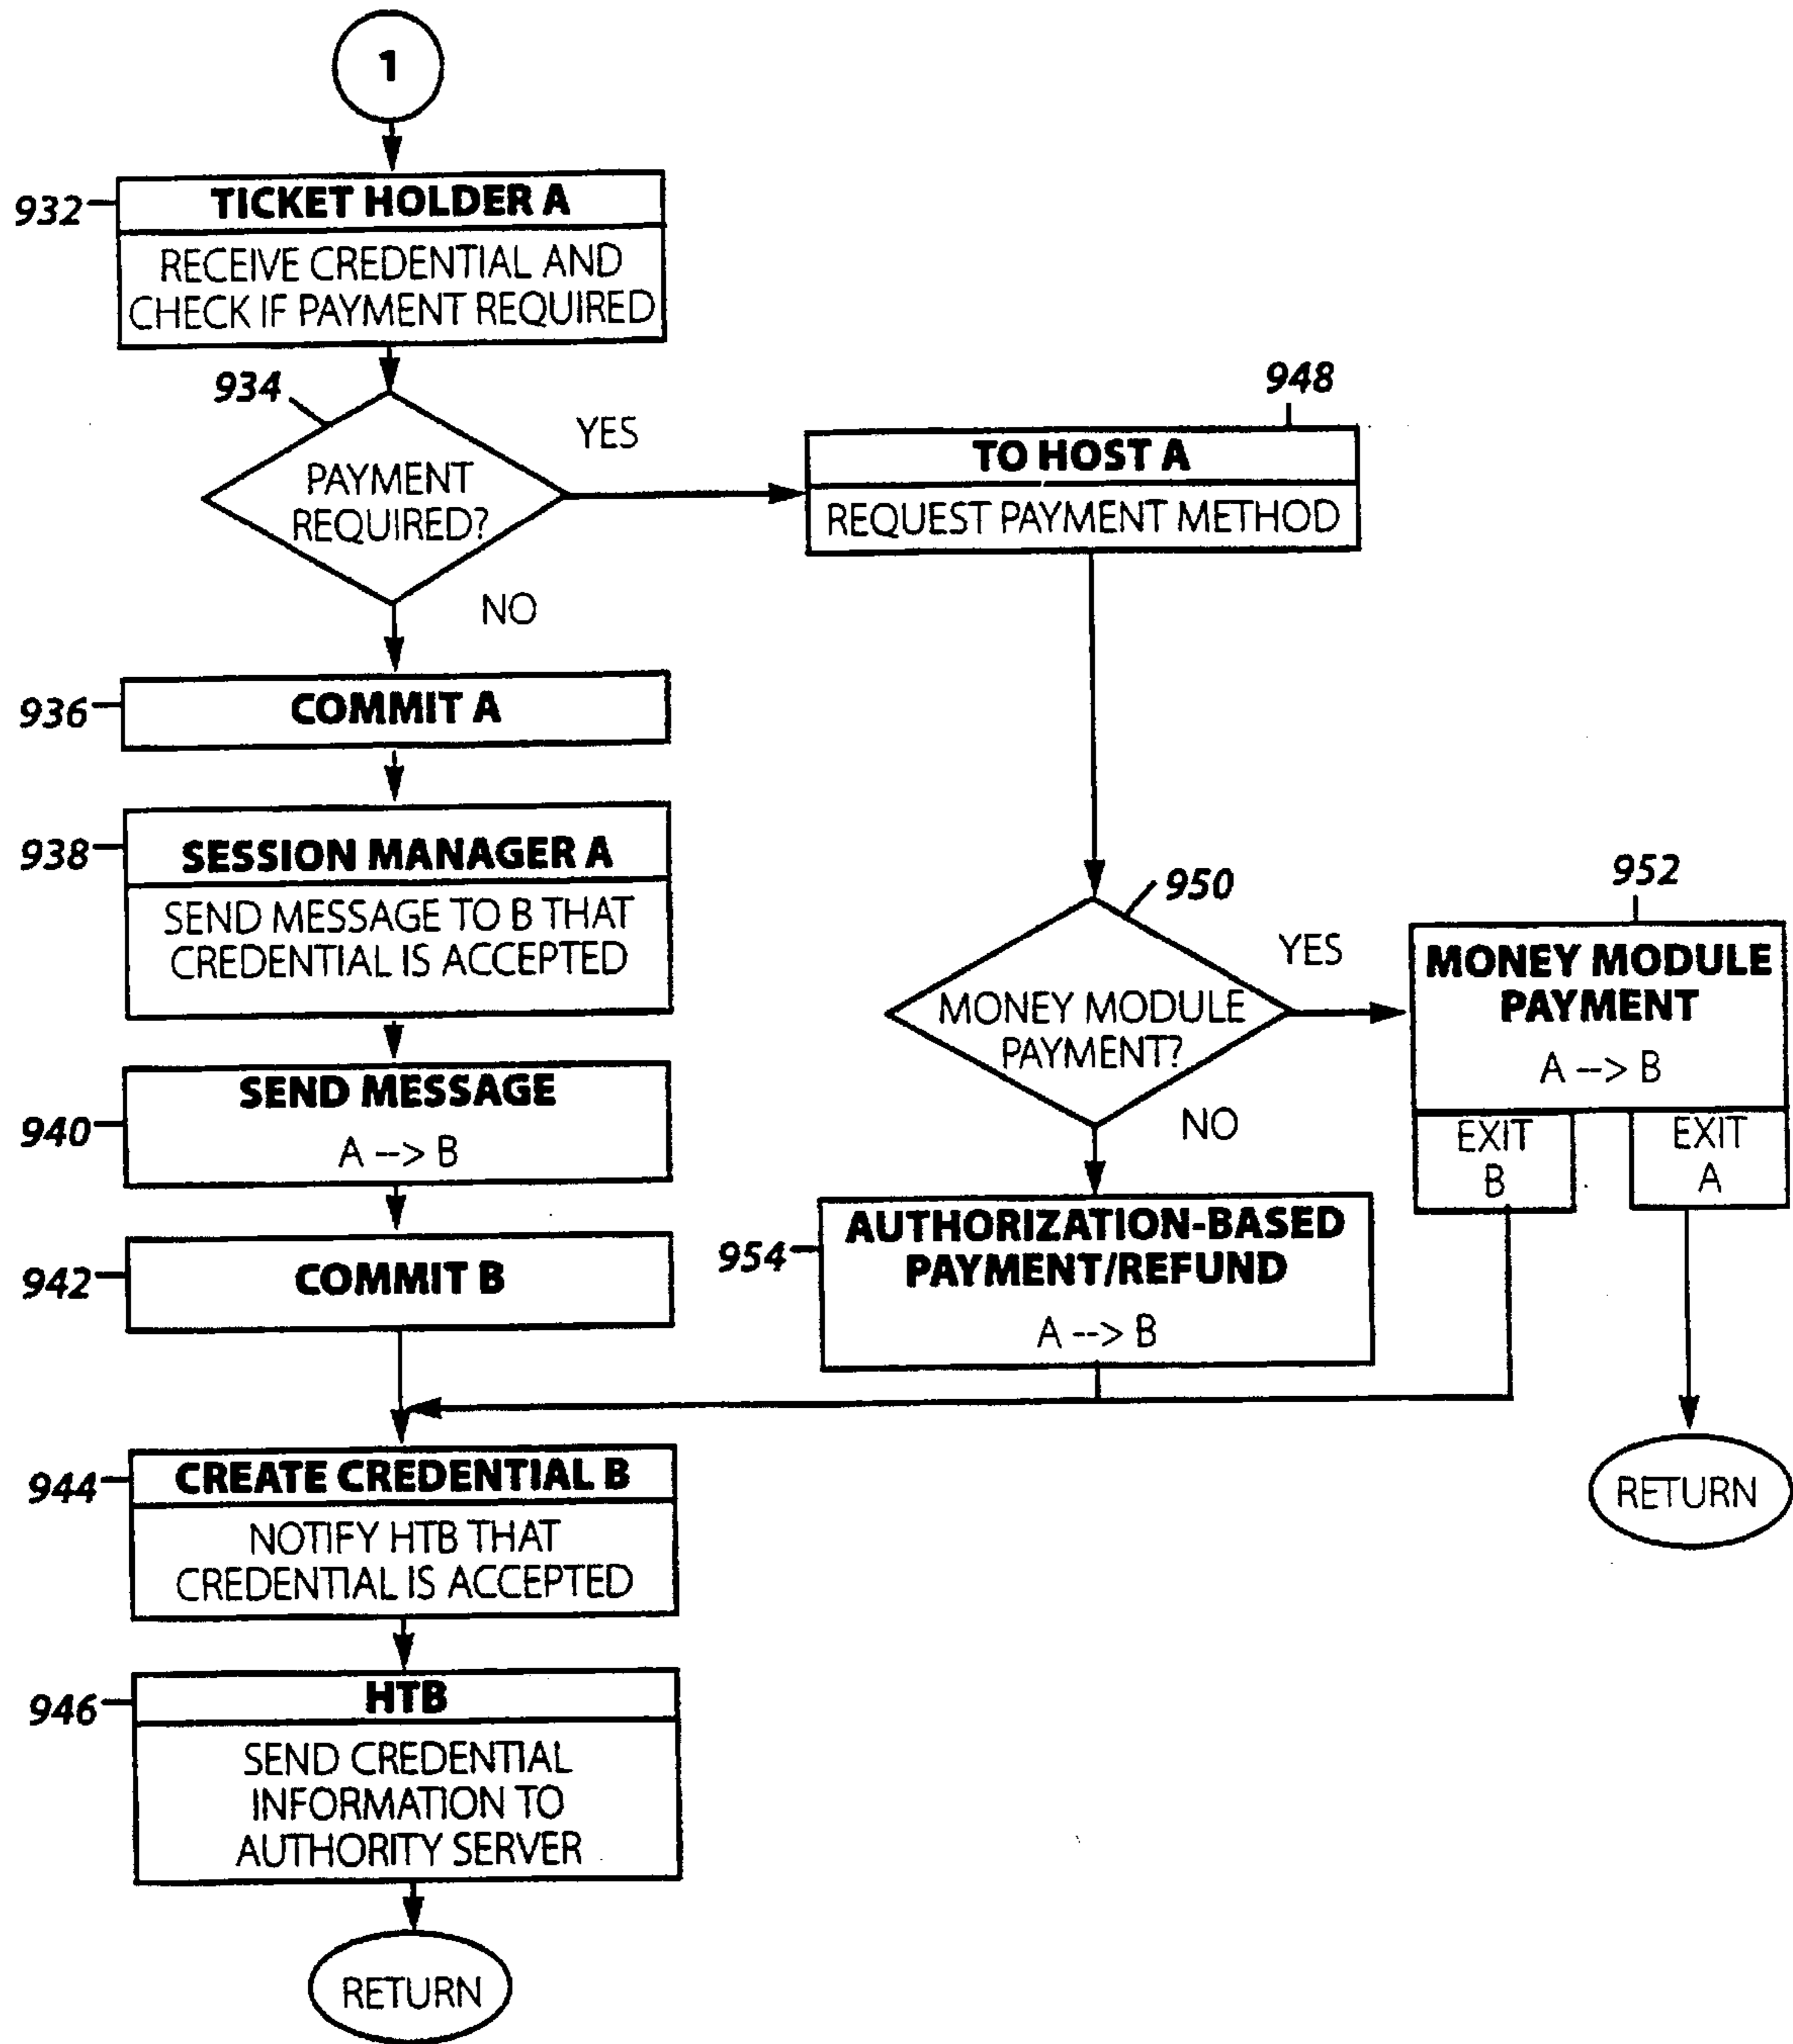 1
932
TICKET HOLDER A
RECEIVE CREDENTIAL AND
CHECK IF PAYMENT REQUIRED
934
PAYMENT
REQUIRED?
YES
NO
948
TO HOST A
REQUEST PAYMENT METHOD
936
COMMIT A
938
SESSION MANAGER A
SEND MESSAGE TO B THAT
CREDENTIAL IS ACCEPTED
940
SEND MESSAGE
A --> B
942
COMMIT B
950
MONEY MODULE
PAYMENT?
YES
NO
952
MONEY MODULE
PAYMENT
A --> B
EXIT
B
EXIT
A
954
AUTHORIZATION-BASED
PAYMENT/REFUND
A --> B
RETURN
944
CREATE CREDENTIAL B
NOTIFY HTB THAT
CREDENTIAL IS ACCEPTED
946
HTB
SEND CREDENTIAL
INFORMATION TO
AUTHORITY SERVER
RETURN